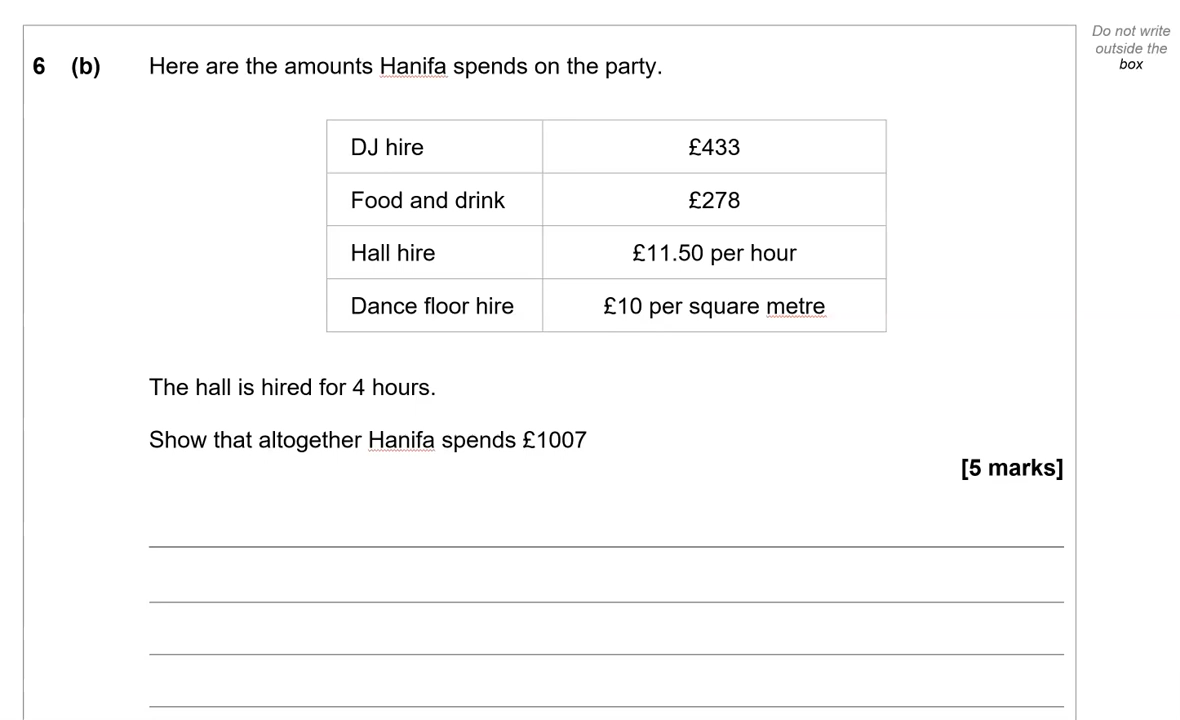 Do not write
outside the
box
6 (b) Here are the amounts Hanifa spends on the party.
DJ hire £433
Food and drink £278
Hall hire £11.50 per hour
Dance floor hire £10 per square metre
The hall is hired for 4 hours.
Show that altogether Hanifa spends £1007
[5 marks]